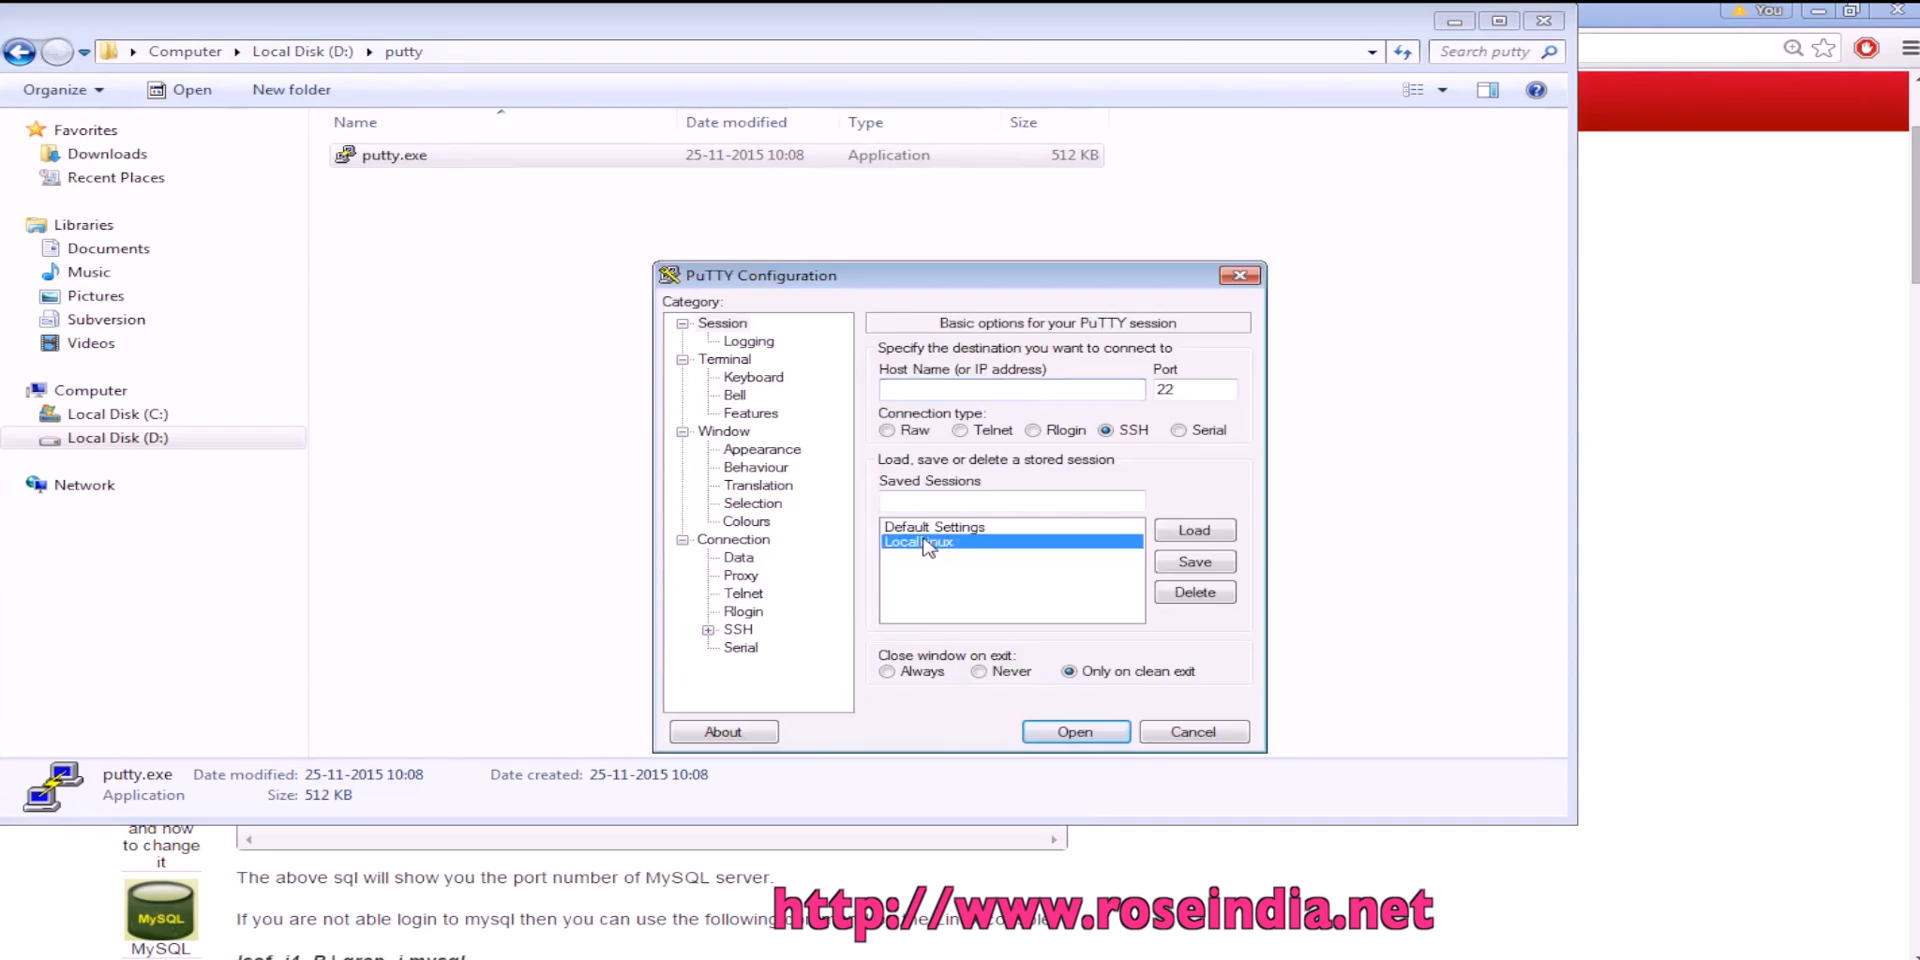 You
Computer Local Disk (D:) putty
Search putty
Organize Open New folder
Name Date modified Type Size
putty.exe 25-11-2015 10:08 Application 512 KB
Favorites
Downloads
Recent Places
Libraries
Documents
Music
Pictures
Subversion
Videos
Computer
Local Disk (C:)
Local Disk (D:)
Network
PuTTY Configuration
Category:
Session
Logging
Terminal
Keyboard
Bell
Features
Window
Appearance
Behaviour
Translation
Selection
Colours
Connection
Data
Proxy
Telnet
Rlogin
SSH
Serial
Basic options for your PuTTY session
Specify the destination you want to connect to
Host Name (or IP address) Port
22
Connection type:
Raw Telnet Rlogin SSH Serial
Load, save or delete a stored session
Saved Sessions
Default Settings
Load
Save
Delete
Close window on exit:
Always Never Only on clean exit
About Open Cancel
putty.exe Date modified: 25-11-2015 10:08 Date created: 25-11-2015 10:08
Application Size: 512 KB
and how
to change
it
MySQL
MySQL
The above sql will show you the port number of MySQL server.
If you are not able login to mysql then you can use the following
http://www.roseindia.net